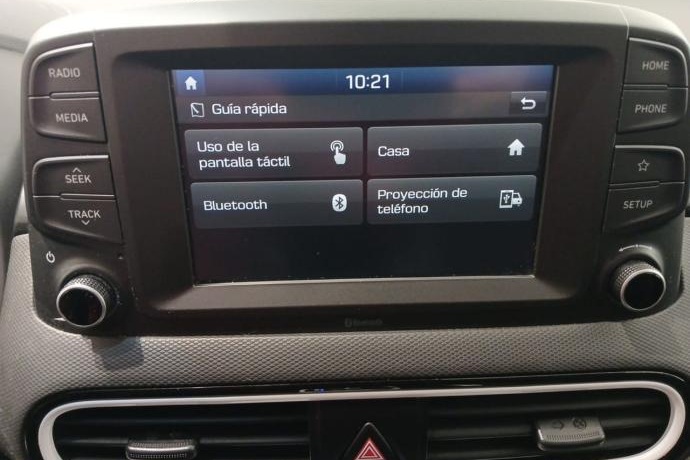 RADIO
MEDIA
SEEK
TRACK
10:21
Guía rápida
Uso de la
pantalla táctil
Casa
Bluetooth
Proyección de
teléfono
HOME
PHONE
SETUP
Bluetooth